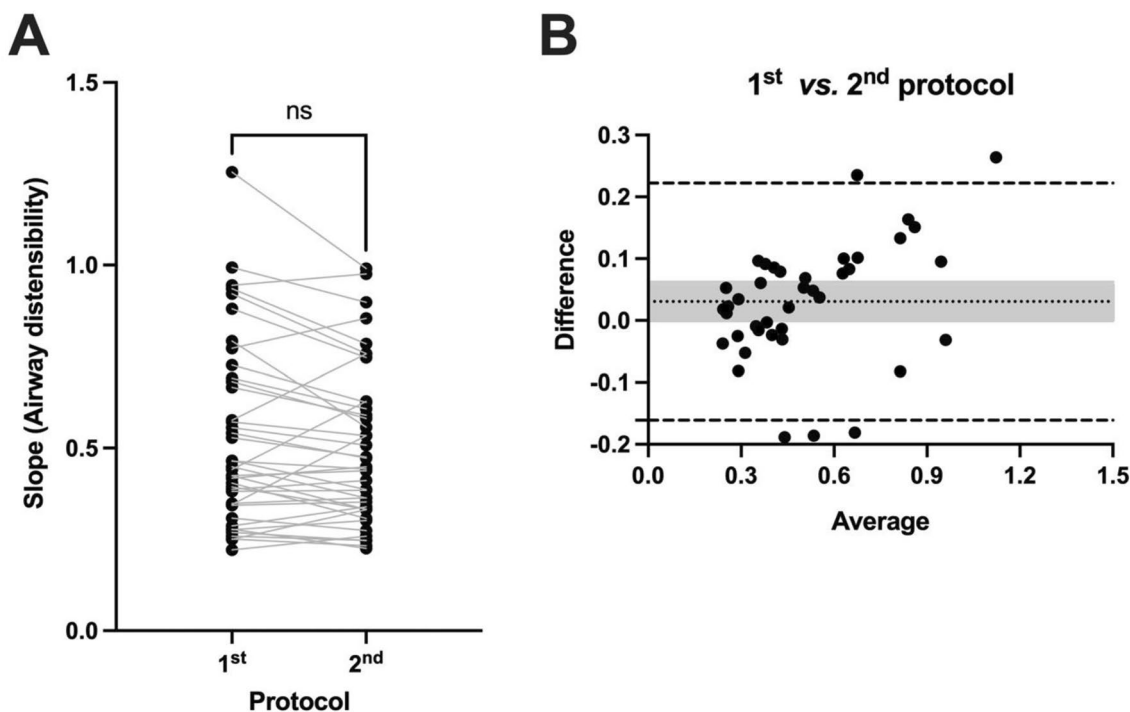 A
1.5
1.0
0.5
0.0
Slope (Airway distensibility)
ns
1st
2nd
Protocol
B
1st vs. 2nd protocol
0.3
0.2
0.1
0.0
-0.1
-0.2
Difference
0.0 0.3 0.6 0.9 1.2 1.5
Average